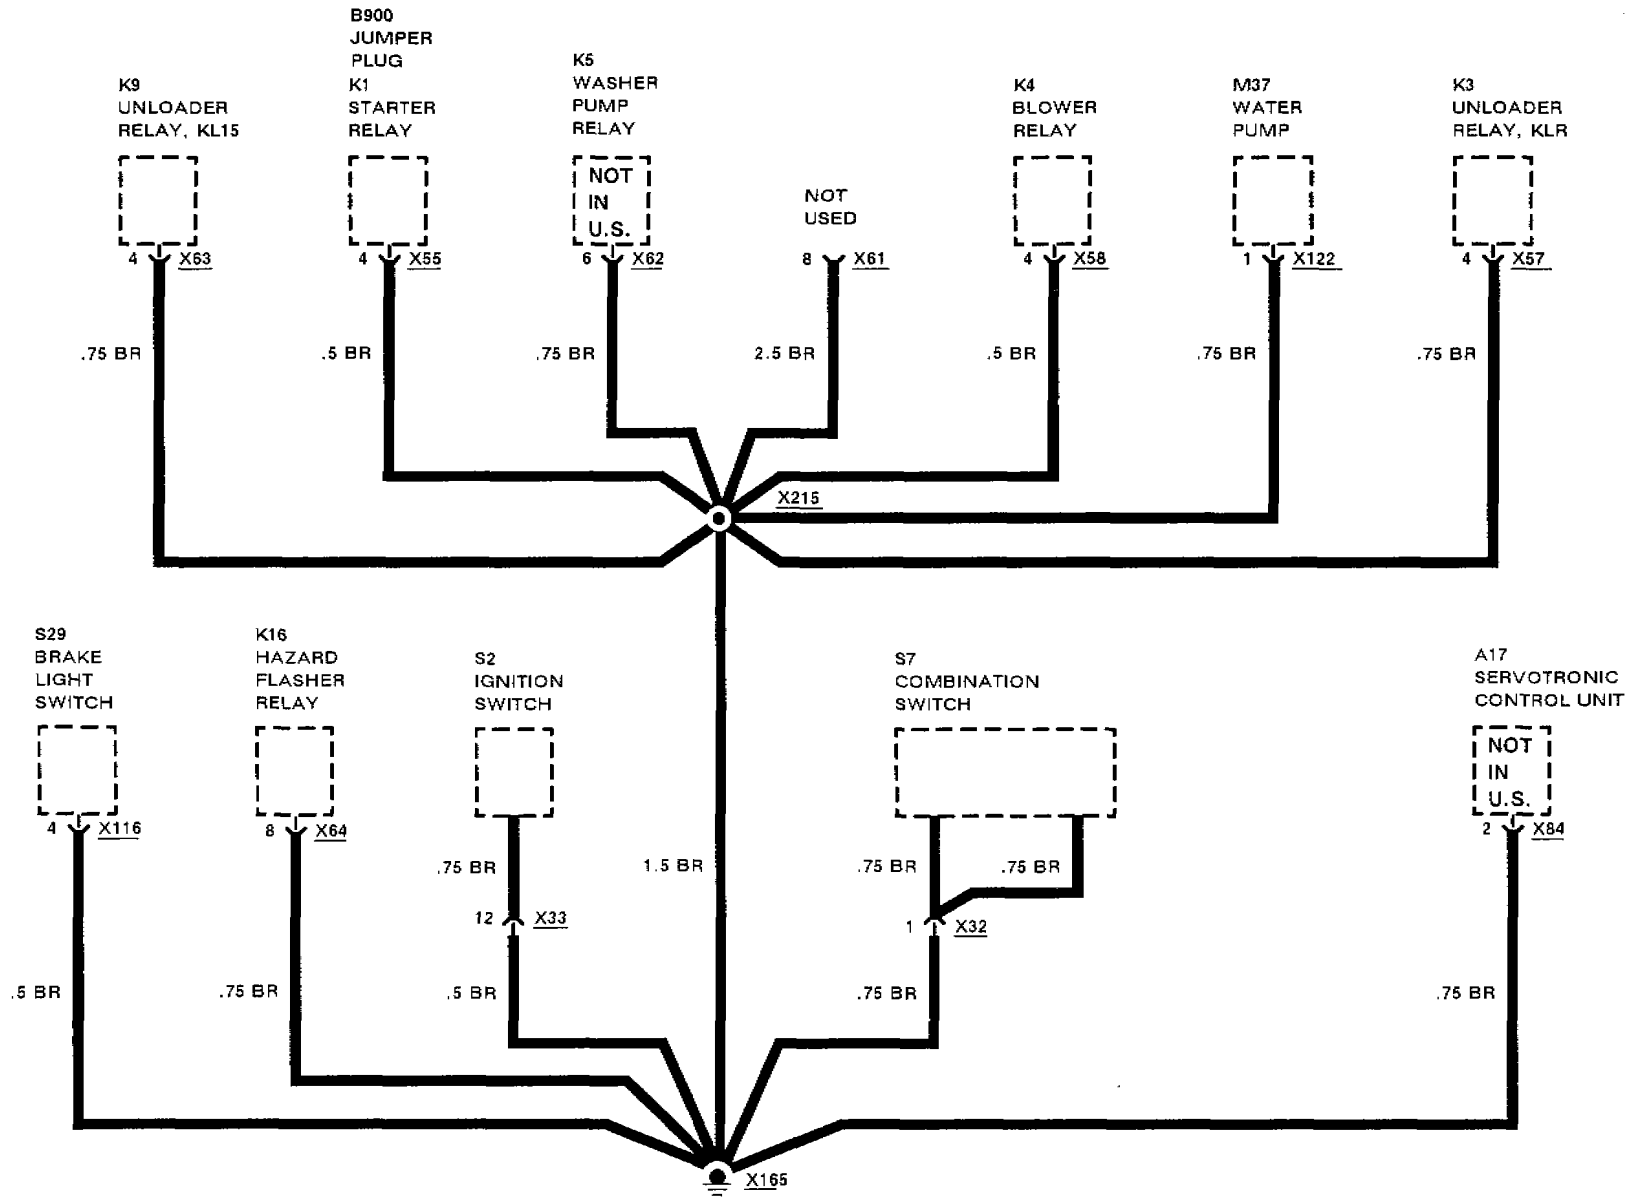 B900
JUMPER
PLUG
K1
STARTER
RELAY
K9
UNLOADER
RELAY, KL15
K5
WASHER
PUMP
RELAY
K4
BLOWER
RELAY
M37
WATER
PUMP
K3
UNLOADER
RELAY, KLR
NOT
IN
U.S.
NOT
USED
4 X63
4 X55
6 X62
8 X61
4 X58
1 X122
4 X57
.75 BR
.5 BR
.75 BR
2.5 BR
.5 BR
.75 BR
.75 BR
X215
S29
BRAKE
LIGHT
SWITCH
K16
HAZARD
FLASHER
RELAY
S2
IGNITION
SWITCH
S7
COMBINATION
SWITCH
A17
SERVOTRONIC
CONTROL UNIT
NOT
IN
U.S.
4 X116
8 X64
2 X84
.75 BR
1.5 BR
.75 BR
.75 BR
12 X33
1 X32
.5 BR
.75 BR
.5 BR
.75 BR
.75 BR
X165